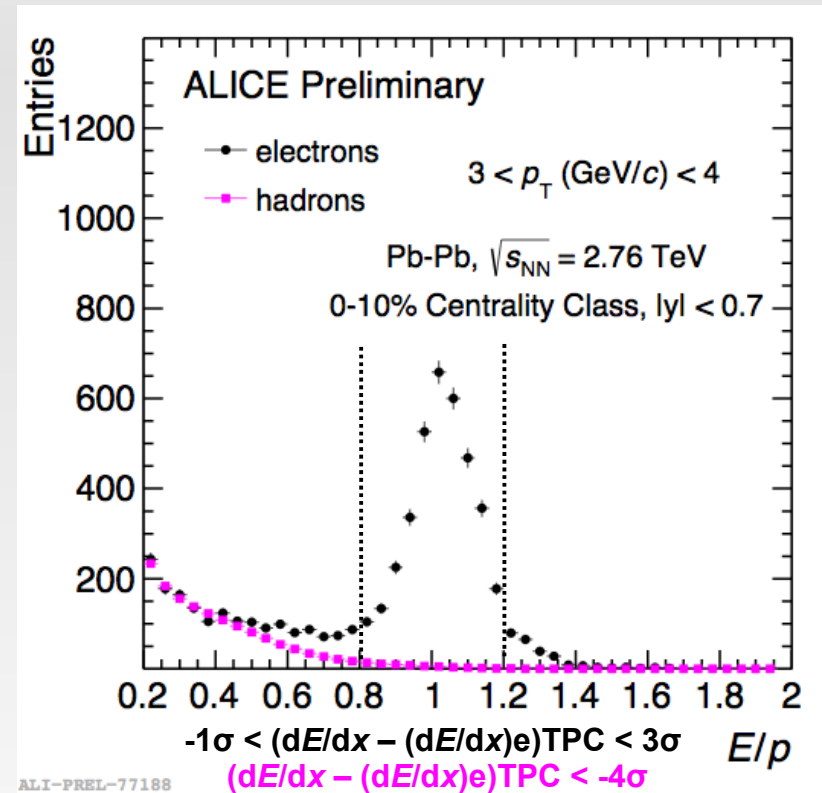 Entries
ALICE Preliminary
electrons
hadrons
3 < pT (GeV/c) < 4
Pb-Pb, √sNN = 2.76 TeV
0-10% Centrality Class, |y| < 0.7
1200
1000
800
600
400
200
0.2 0.4 0.6 0.8 1 1.2 1.4 1.6 1.8 2
E/p
-1σ < (dE/dx – (dE/dx)e)TPC < 3σ
(dE/dx – (dE/dx)e)TPC < -4σ
ALI-PREL-77188